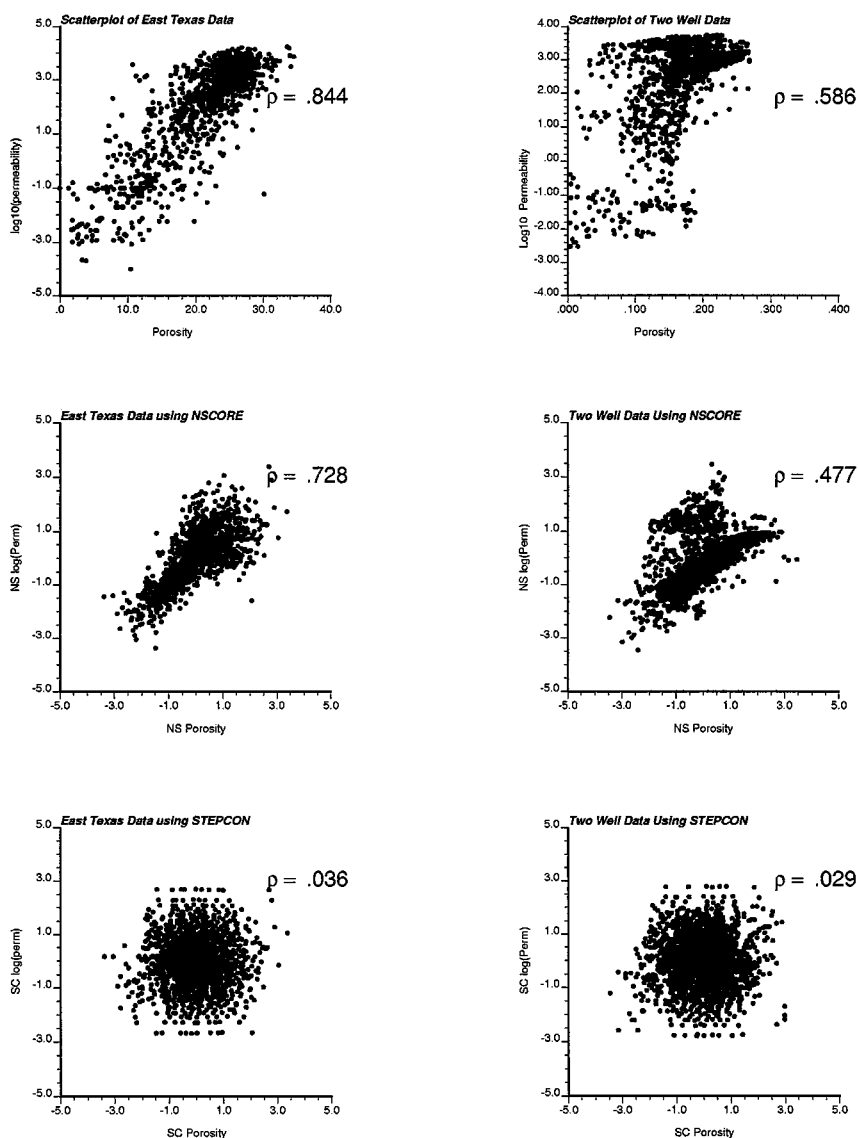 Scatterplot of East Texas Data
5.0
3.0
1.0
-1.0
-3.0
-5.0
log10(permeability)
ρ = .844
.0 10.0 20.0 30.0 40.0
Porosity
Scatterplot of Two Well Data
4.00
3.00
2.00
1.00
.00
-1.00
-2.00
-3.00
-4.00
Log10 Permeability
ρ = .586
.000 .100 .200 .300 .400
Porosity
East Texas Data using NSCORE
5.0
3.0
1.0
-1.0
-3.0
-5.0
NS log(Perm)
ρ = .728
-5.0 -3.0 -1.0 1.0 3.0 5.0
NS Porosity
Two Well Data Using NSCORE
5.0
3.0
1.0
-1.0
-3.0
-5.0
NS log(Perm)
ρ = .477
-5.0 -3.0 -1.0 1.0 3.0 5.0
NS Porosity
East Texas Data using STEPCON
5.0
3.0
1.0
-1.0
-3.0
-5.0
SC log(perm)
ρ = .036
-5.0 -3.0 -1.0 1.0 3.0 5.0
SC Porosity
Two Well Data Using STEPCON
5.0
3.0
1.0
-1.0
-3.0
-5.0
SC log(Perm)
ρ = .029
-5.0 -3.0 -1.0 1.0 3.0 5.0
SC Porosity